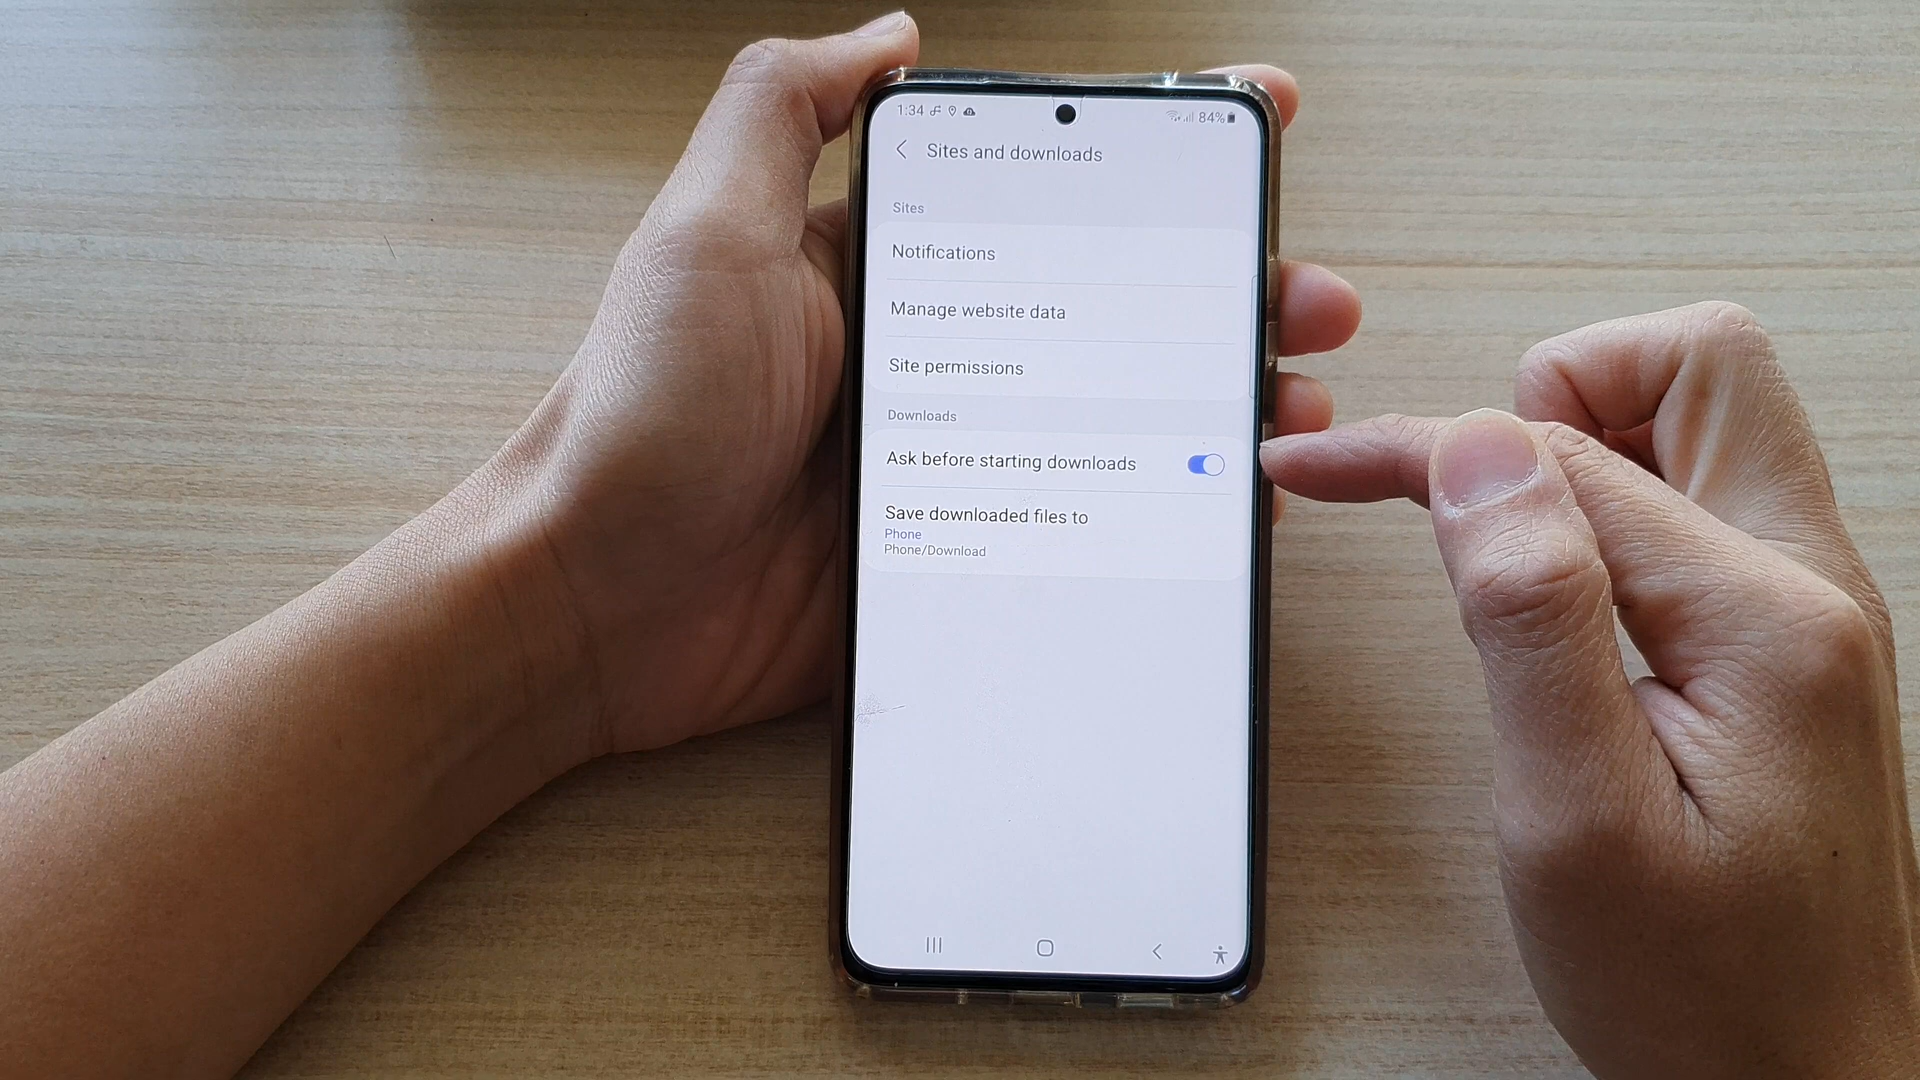 1:34
84%
Sites and downloads
Sites
Notifications
Manage website data
Site permissions
Downloads
Ask before starting downloads
Save downloaded files to
Phone
Phone/Download